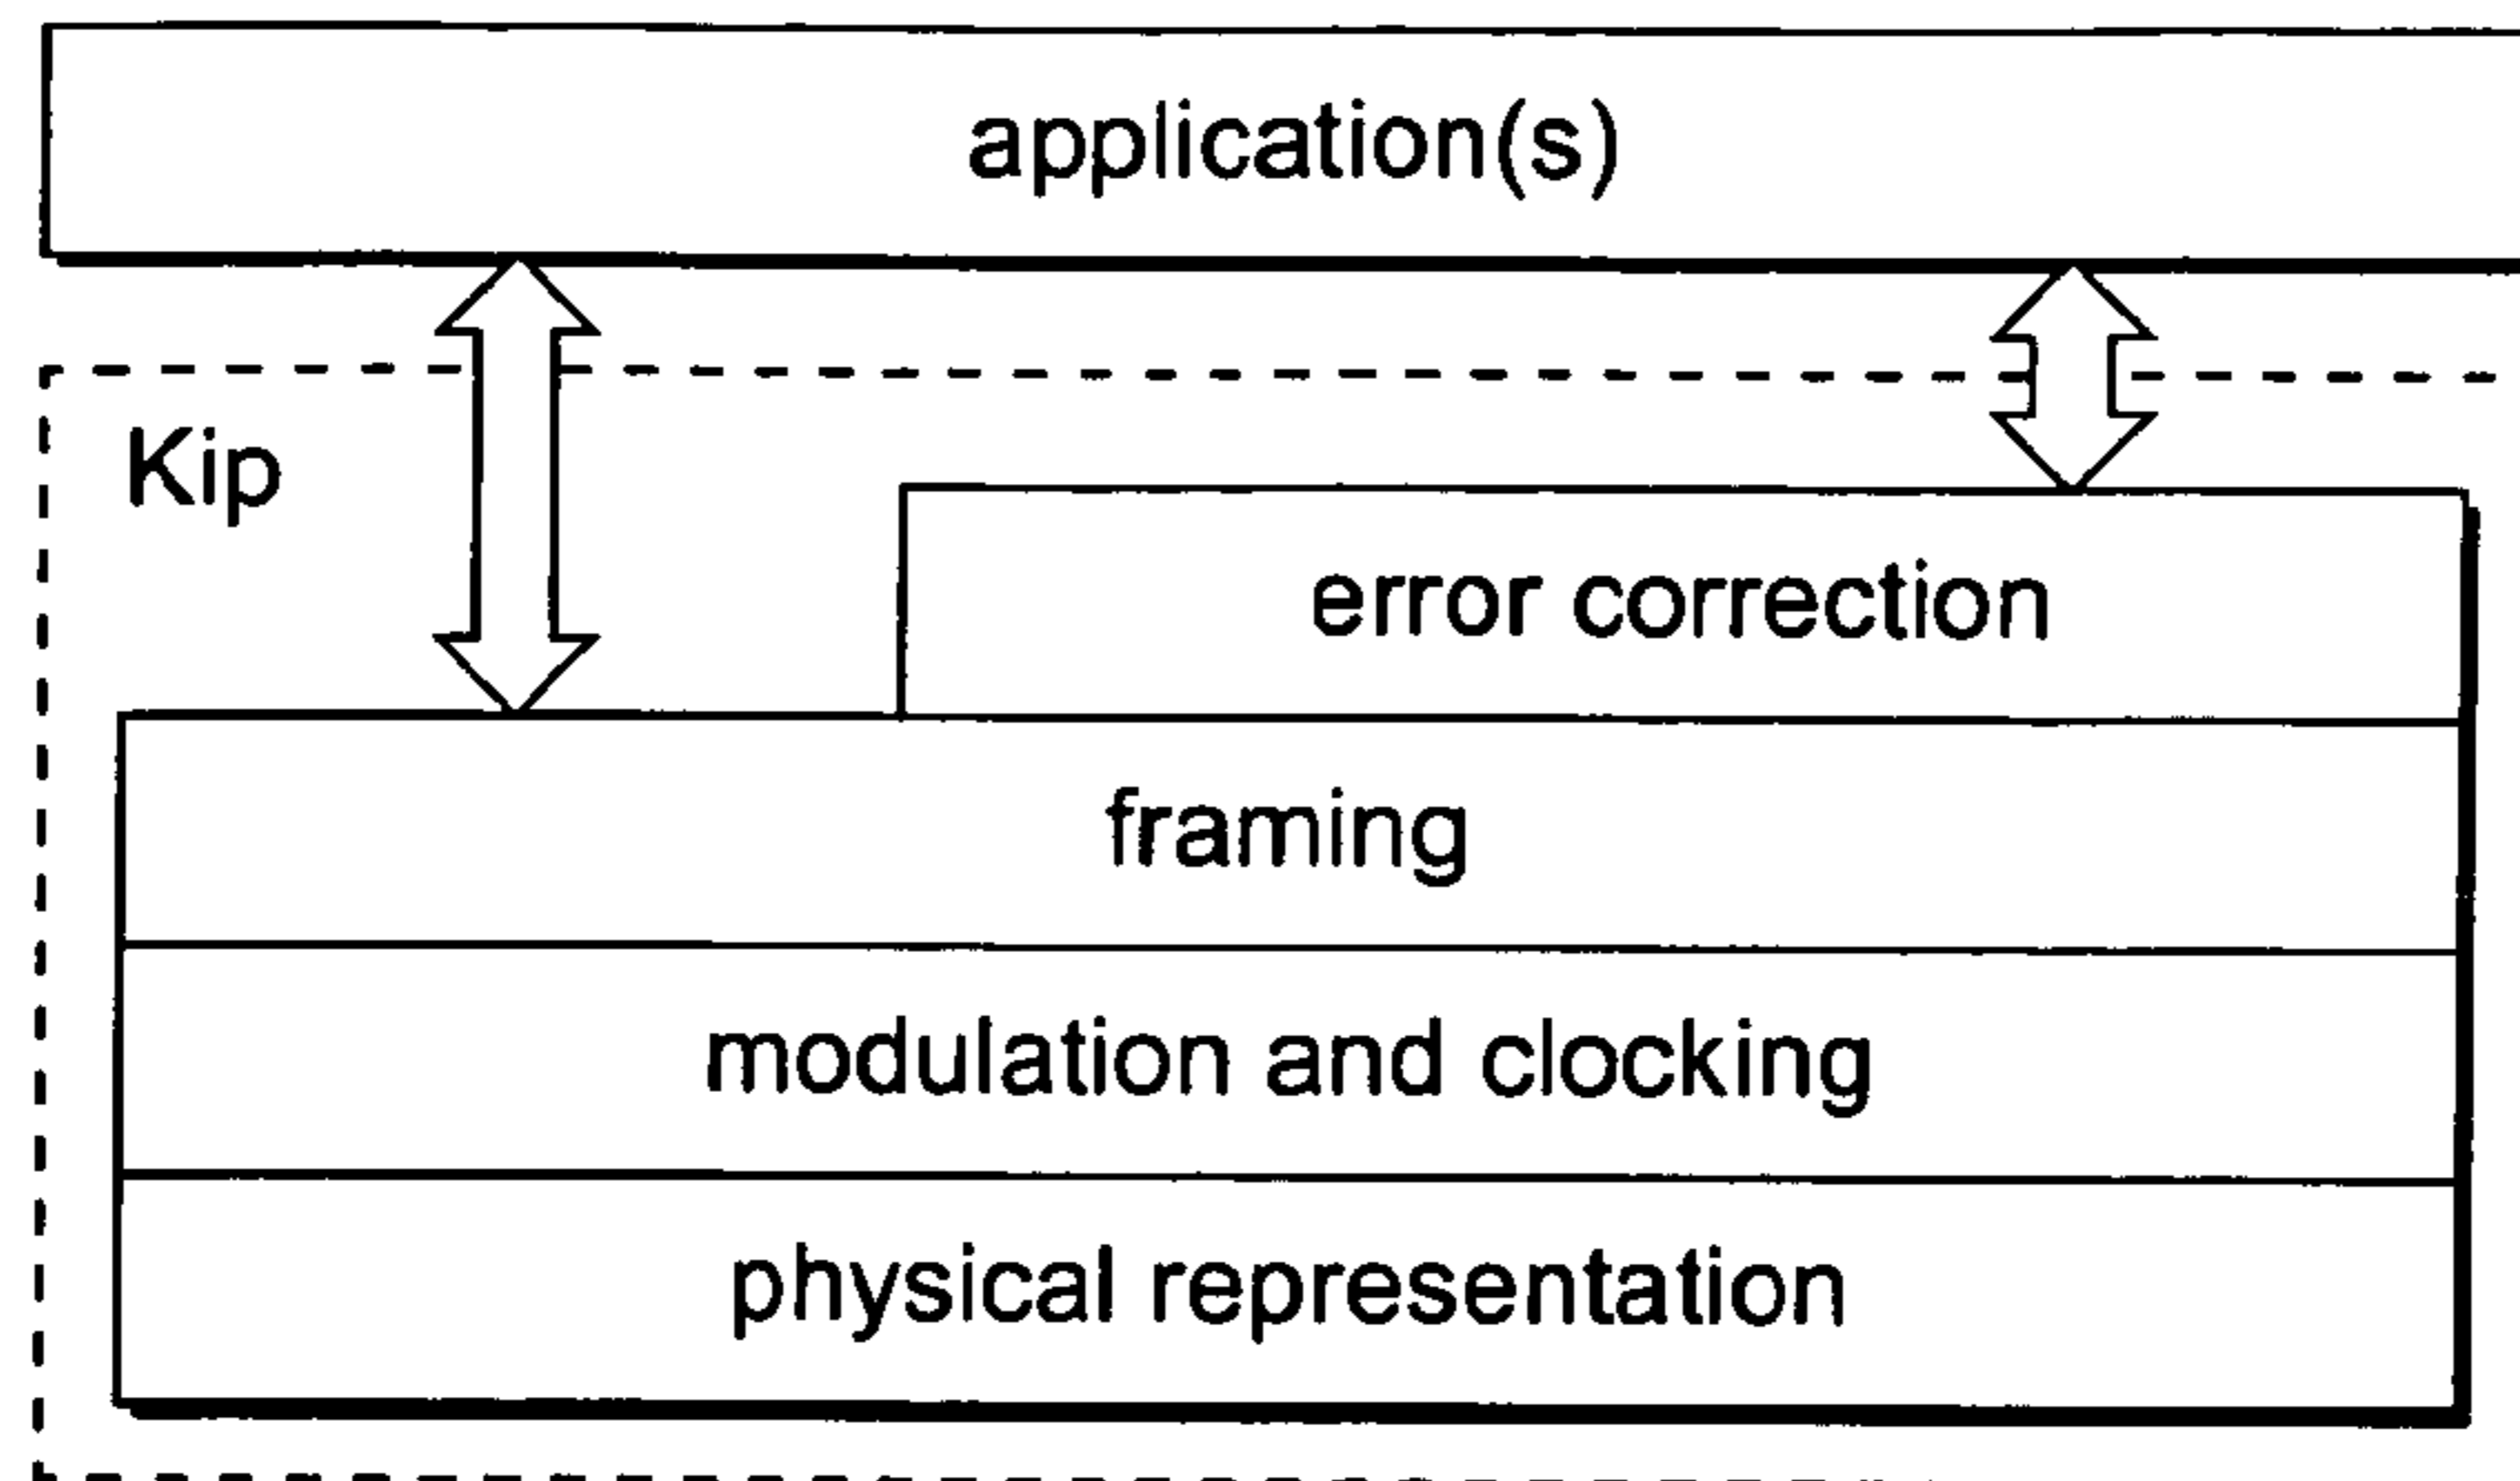 application(s)
Kip
error correction
framing
modulation and clocking
physical representation